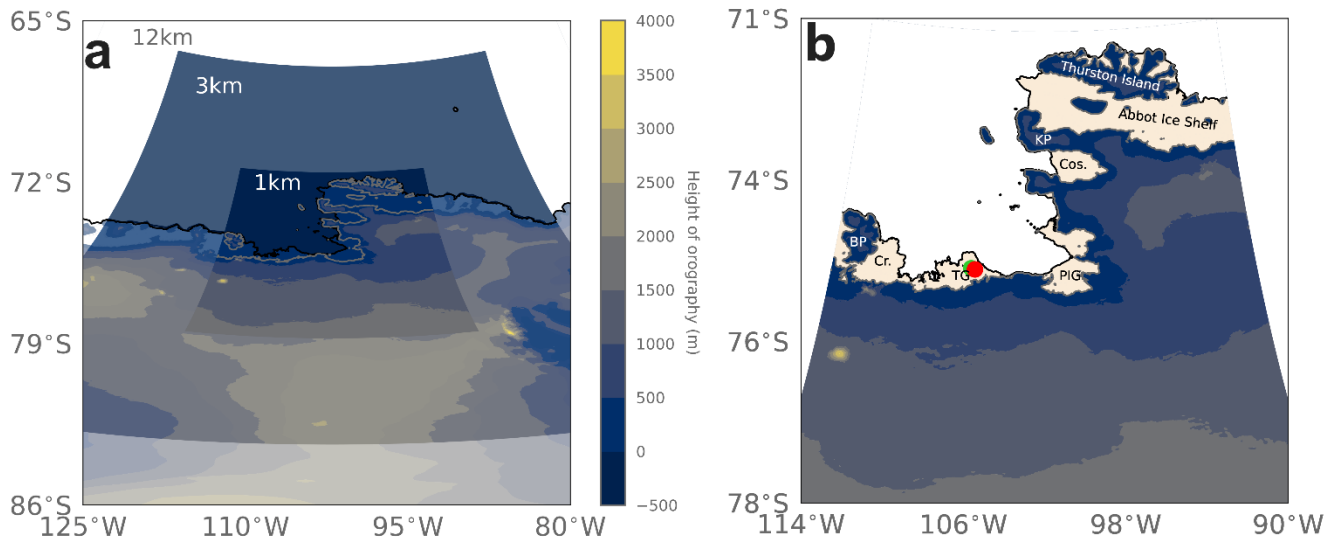 a
12km
3km
1km
65°S
72°S
79°S
86°S
125°W
110°W
95°W
80°W
4000
3500
3000
2500
2000
1500
1000
500
0
−500
Height of orography (m)
b
71°S
74°S
76°S
78°S
114°W
106°W
98°W
90°W
Thurston Island
Abbot Ice Shelf
KP
Cos.
BP
Cr.
TG
PIG